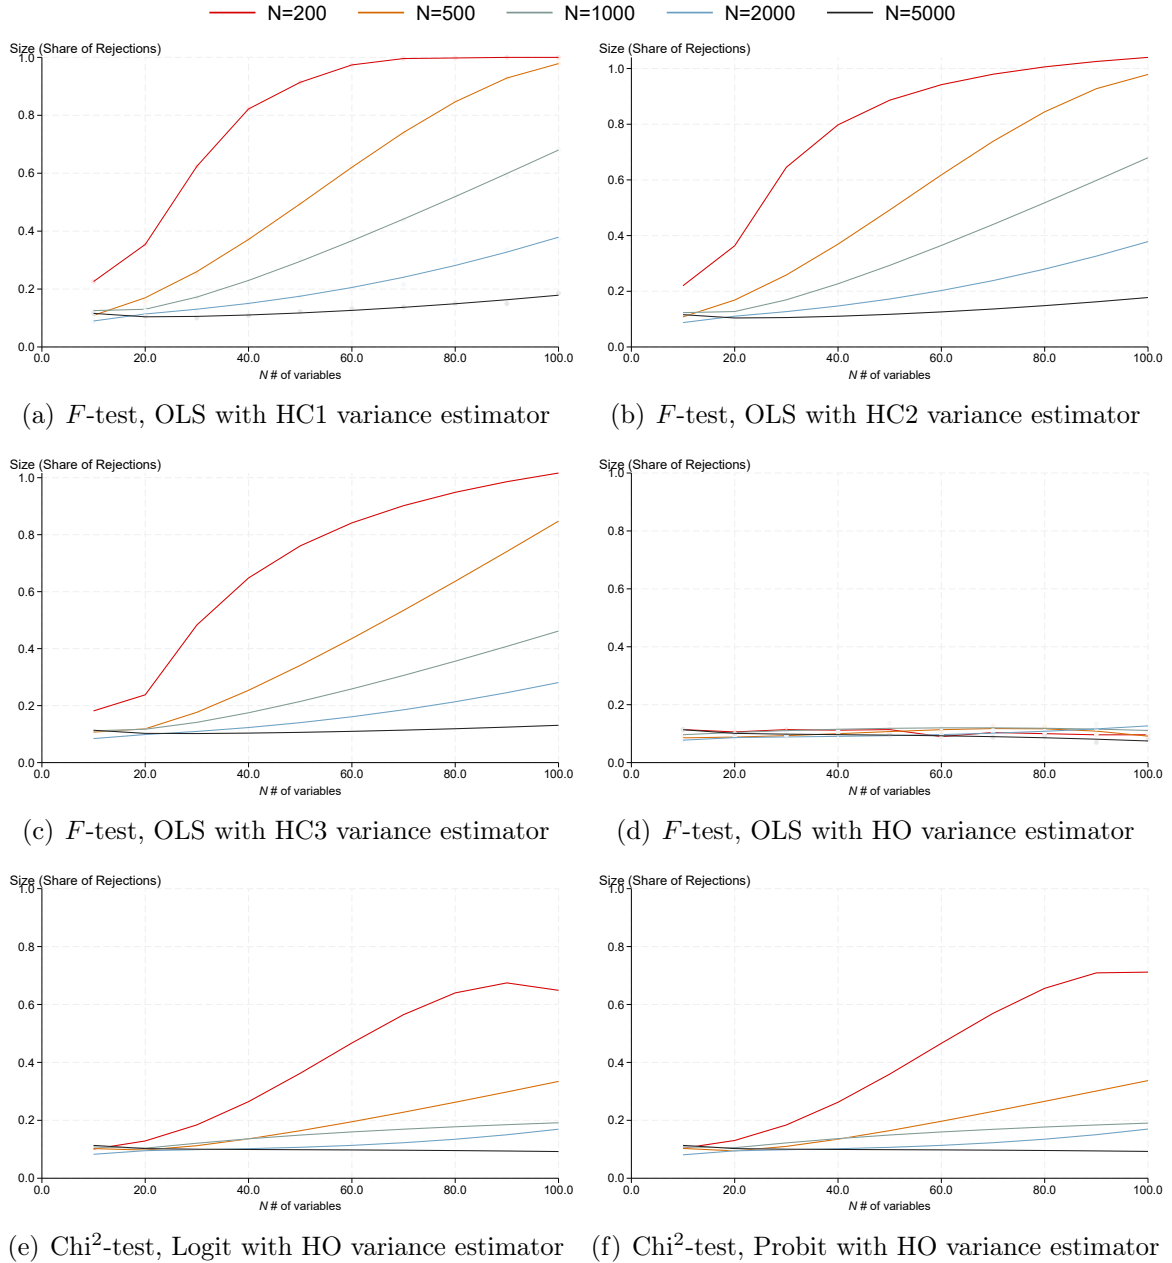 N=200 N=500 N=1000 N=2000 N=5000
Size (Share of Rejections)
1.0
0.8
0.6
0.4
0.2
0.0
0.0 20.0 40.0 60.0 80.0 100.0
N # of variables
(a) F-test, OLS with HC1 variance estimator
Size (Share of Rejections)
1.0
0.8
0.6
0.4
0.2
0.0
0.0 20.0 40.0 60.0 80.0 100.0
N # of variables
(b) F-test, OLS with HC2 variance estimator
Size (Share of Rejections)
1.0
0.8
0.6
0.4
0.2
0.0
0.0 20.0 40.0 60.0 80.0 100.0
N # of variables
(c) F-test, OLS with HC3 variance estimator
Size (Share of Rejections)
1.0
0.8
0.6
0.4
0.2
0.0
0.0 20.0 40.0 60.0 80.0 100.0
N # of variables
(d) F-test, OLS with HO variance estimator
Size (Share of Rejections)
1.0
0.8
0.6
0.4
0.2
0.0
0.0 20.0 40.0 60.0 80.0 100.0
N # of variables
(e) Chi²-test, Logit with HO variance estimator
Size (Share of Rejections)
1.0
0.8
0.6
0.4
0.2
0.0
0.0 20.0 40.0 60.0 80.0 100.0
N # of variables
(f) Chi²-test, Probit with HO variance estimator